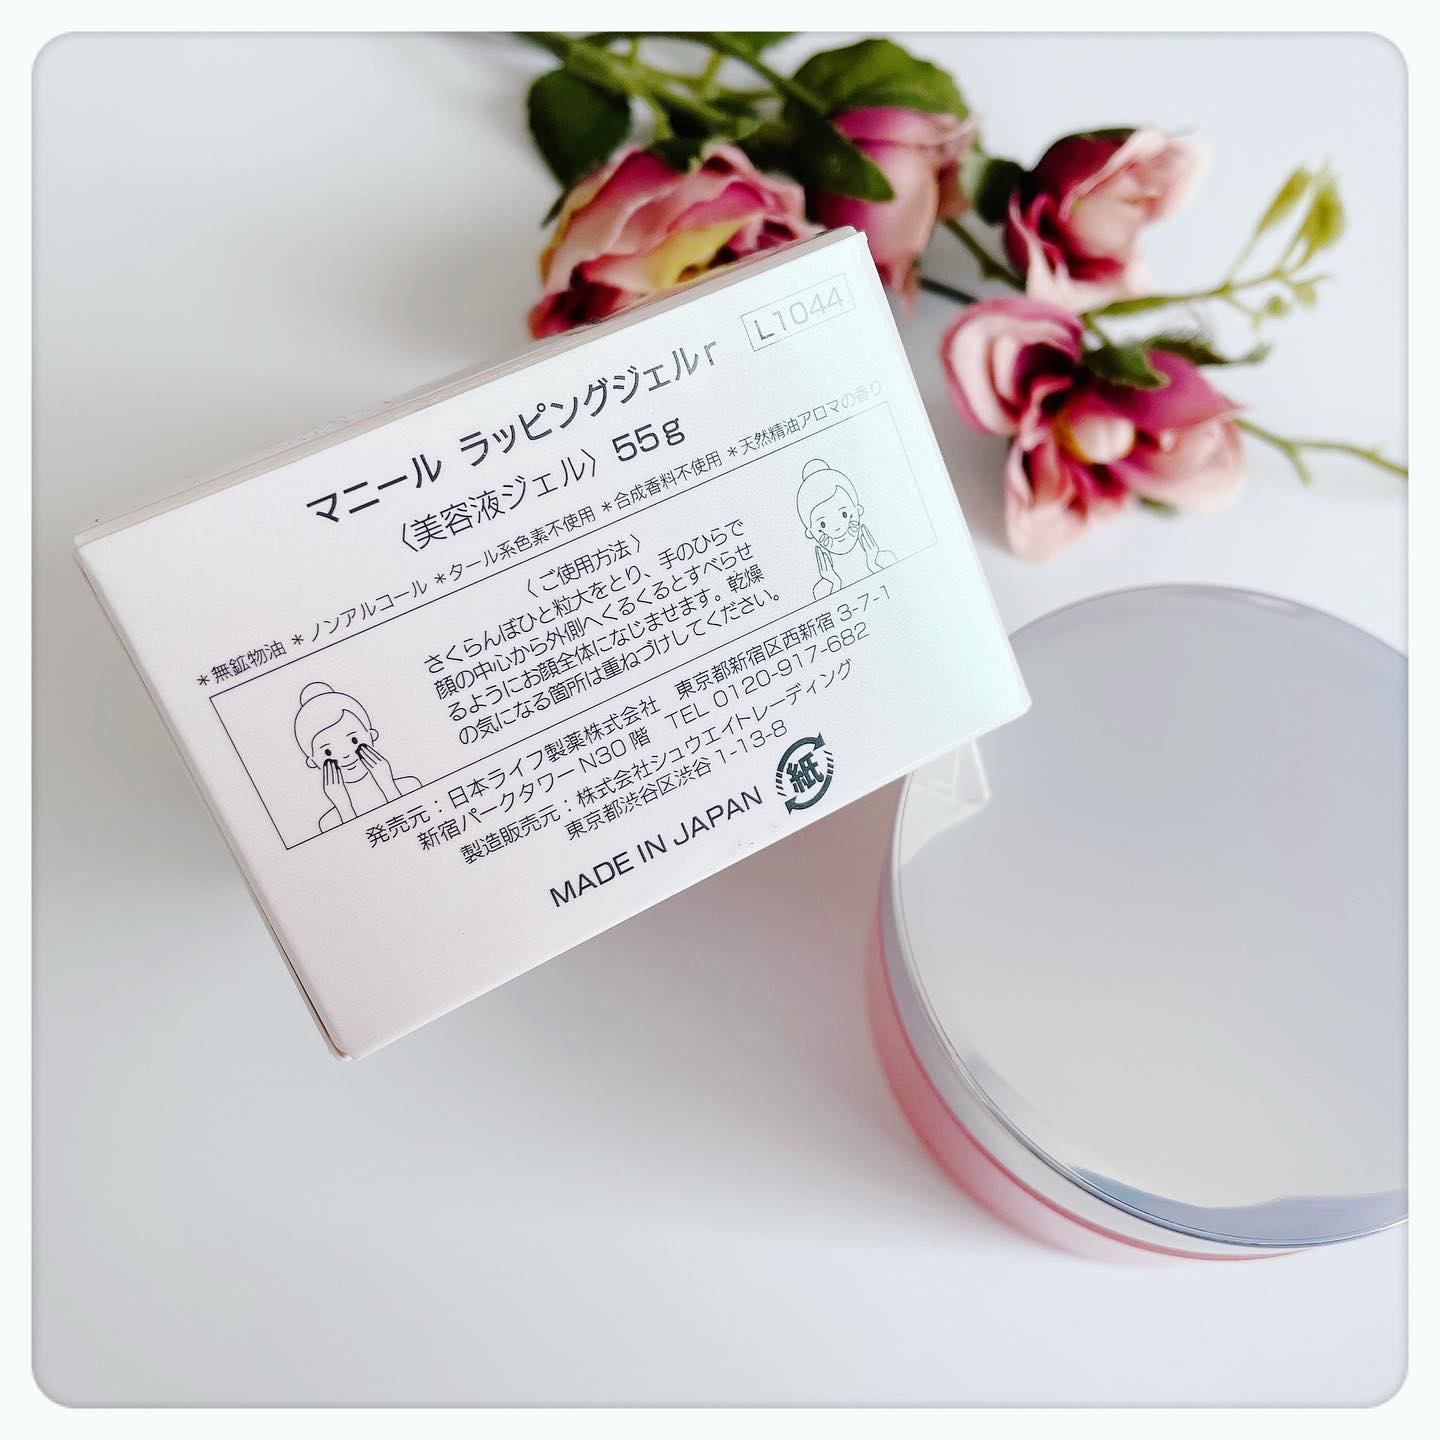 マニール ラッピングジェルr
L1044
〈美容液ジェル〉 55g
*無鉱物油 *ノンアルコール *タール系色素不使用 *合成香料不使用 *天然精油アロマの香り
〈ご使用方法〉
さくらんぼひと粒大をとり、手のひらで
顔の中心から外側へくるくるとすべらせ
るようにお顔全体になじませます。乾燥
の気になる箇所は重ねづけしてください。
発売元：日本ライフ製薬株式会社 東京都新宿区西新宿 3-7-1
新宿パークタワー N30 階 TEL 0120-917-682
製造販売元：株式会社シュウエイトレーディング
東京都渋谷区渋谷 1-13-8
MADE IN JAPAN
紙